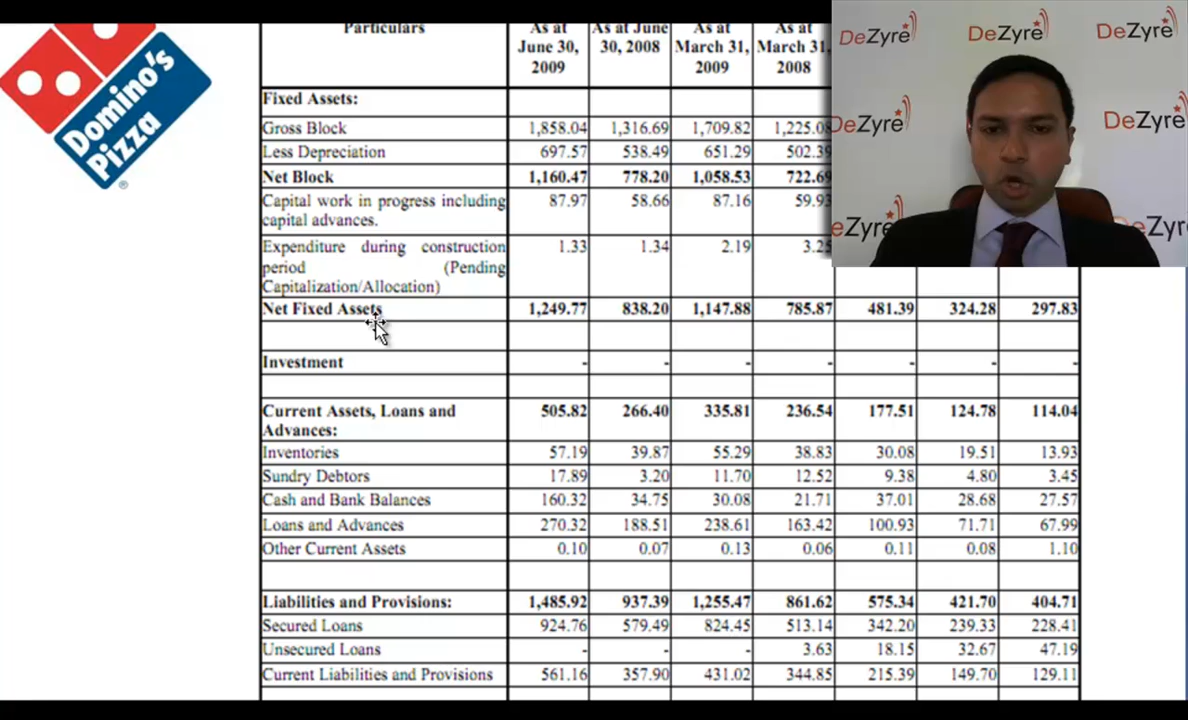 Domino's
Pizza
®
DeZyre DeZyre DeZyre
DeZyre DeZyre
eZyre
Particulars As at June 30, 2009 As at June 30, 2008 As at March 31, 2009 As at March 31, 2008
Fixed Assets:
Gross Block 1,858.04 1,316.69 1,709.82 1,225.08
Less Depreciation 697.57 538.49 651.29 502.39
Net Block 1,160.47 778.20 1,058.53 722.69
Capital work in progress including capital advances. 87.97 58.66 87.16 59.93
Expenditure during construction period (Pending Capitalization/Allocation) 1.33 1.34 2.19 3.25
Net Fixed Assets 1,249.77 838.20 1,147.88 785.87 481.39 324.28 297.83
Investment - - - - - - -
Current Assets, Loans and Advances: 505.82 266.40 335.81 236.54 177.51 124.78 114.04
Inventories 57.19 39.87 55.29 38.83 30.08 19.51 13.93
Sundry Debtors 17.89 3.20 11.70 12.52 9.38 4.80 3.45
Cash and Bank Balances 160.32 34.75 30.08 21.71 37.01 28.68 27.57
Loans and Advances 270.32 188.51 238.61 163.42 100.93 71.71 67.99
Other Current Assets 0.10 0.07 0.13 0.06 0.11 0.08 1.10
Liabilities and Provisions: 1,485.92 937.39 1,255.47 861.62 575.34 421.70 404.71
Secured Loans 924.76 579.49 824.45 513.14 342.20 239.33 228.41
Unsecured Loans - - - 3.63 18.15 32.67 47.19
Current Liabilities and Provisions 561.16 357.90 431.02 344.85 215.39 149.70 129.11